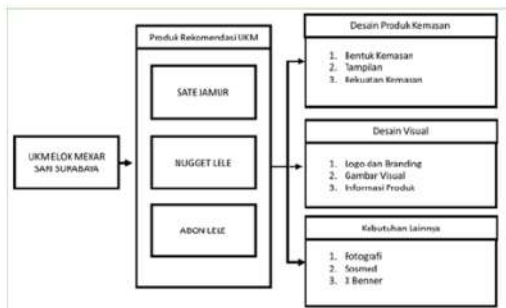 Produk Rekomendasi UKM
SATE JAMUR
NUGGET LELE
ABON LELE
UKM ELOK MEKAR
SARI SURABAYA
Desain Produk Kemasan
1. Bentuk Kemasan
2. Tampilan
3. Kekuatan Kemasan
Desain Visual
1. Logo dan Branding
2. Gambar Visual
3. Informasi Produk
Kebutuhan Lainnya
1. Fotografi
2. Sosmed
3. X Benner